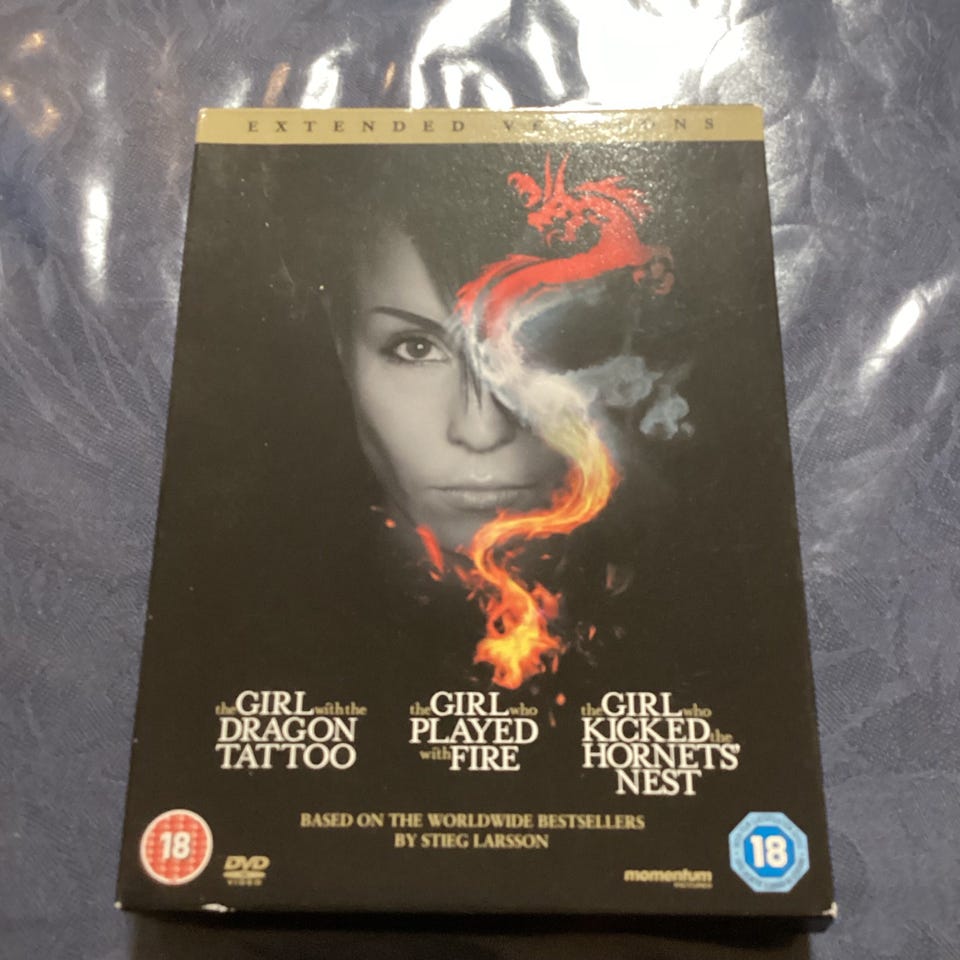 EXTENDED VERSIONS
the GIRL with the
DRAGON
TATTOO
the GIRL who
PLAYED
with FIRE
the GIRL who
KICKED the
HORNETS'
NEST
BASED ON THE WORLDWIDE BESTSELLERS
BY STIEG LARSSON
18
DVD
VIDEO
momentum
PICTURES
18